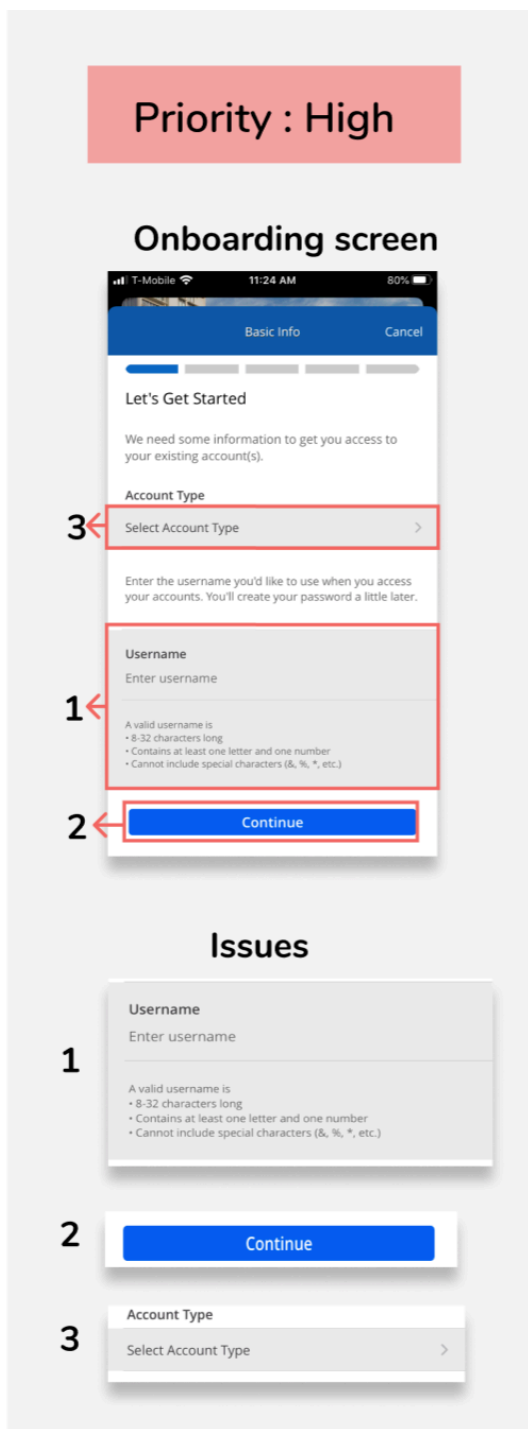 Priority : High
Onboarding screen
T-Mobile 11:24 AM 80%
Basic Info Cancel
Let's Get Started
We need some information to get you access to
your existing account(s).
Account Type
3
Select Account Type
Enter the username you'd like to use when you access
your accounts. You'll create your password a little later.
Username
Enter username
1
A valid username is
• 8-32 characters long
• Contains at least one letter and one number
• Cannot include special characters (&, %, *, etc.)
2
Continue
Issues
Username
Enter username
1
A valid username is
• 8-32 characters long
• Contains at least one letter and one number
• Cannot include special characters (&, %, *, etc.)
2
Continue
Account Type
3
Select Account Type